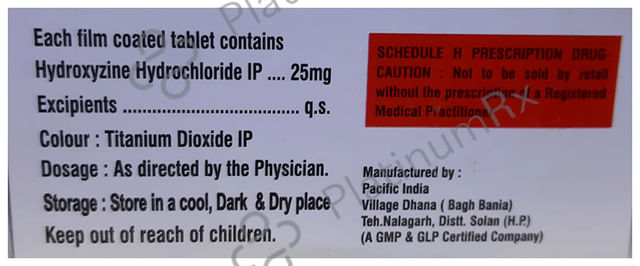 Each film coated tablet contains
Hydroxyzine Hydrochloride IP .... 25mg
Excipients ................................ q.s.
Colour : Titanium Dioxide IP
Dosage : As directed by the Physician.
Storage : Store in a cool, Dark & Dry place
Keep out of reach of children.
SCHEDULE H PRESCRIPTION DRUG-
CAUTION : Not to be sold by retail
without the prescription of a Registered
Medical Practitioner
Manufactured by :
Pacific India
Village Dhana ( Bagh Bania)
Teh.Nalagarh, Distt. Solan (H.P.)
(A GMP & GLP Certified Company)
PlatinumRx